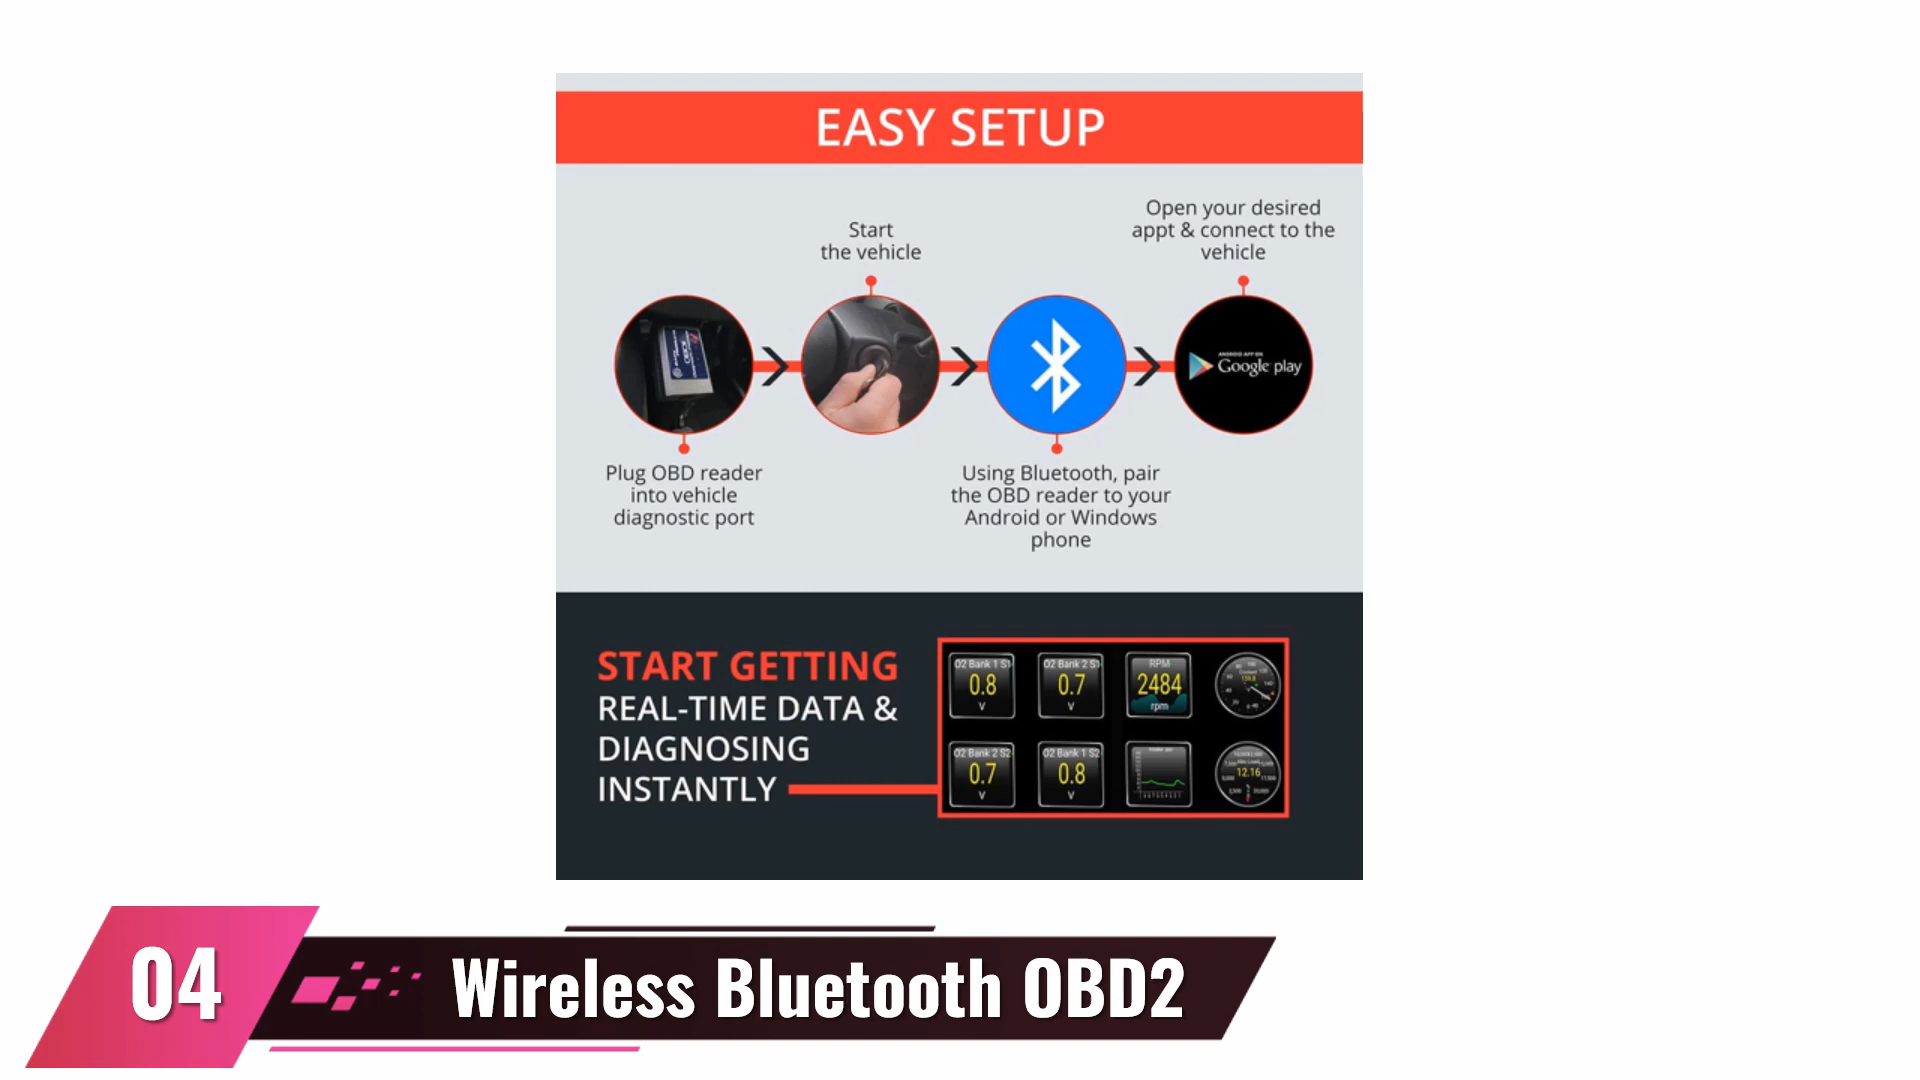 EASY SETUP
Open your desired
appt & connect to the
vehicle
Start
the vehicle
ANDROID APP ON
Google play
Plug OBD reader
into vehicle
diagnostic port
Using Bluetooth, pair
the OBD reader to your
Android or Windows
phone
START GETTING
REAL-TIME DATA &
DIAGNOSING
INSTANTLY
O2 Bank 1 S1
0.8
V
O2 Bank 2 S1
0.7
V
RPM
2484
rpm
O2 Bank 2 S2
0.7
V
O2 Bank 1 S2
0.8
V
12.16
04
Wireless Bluetooth OBD2